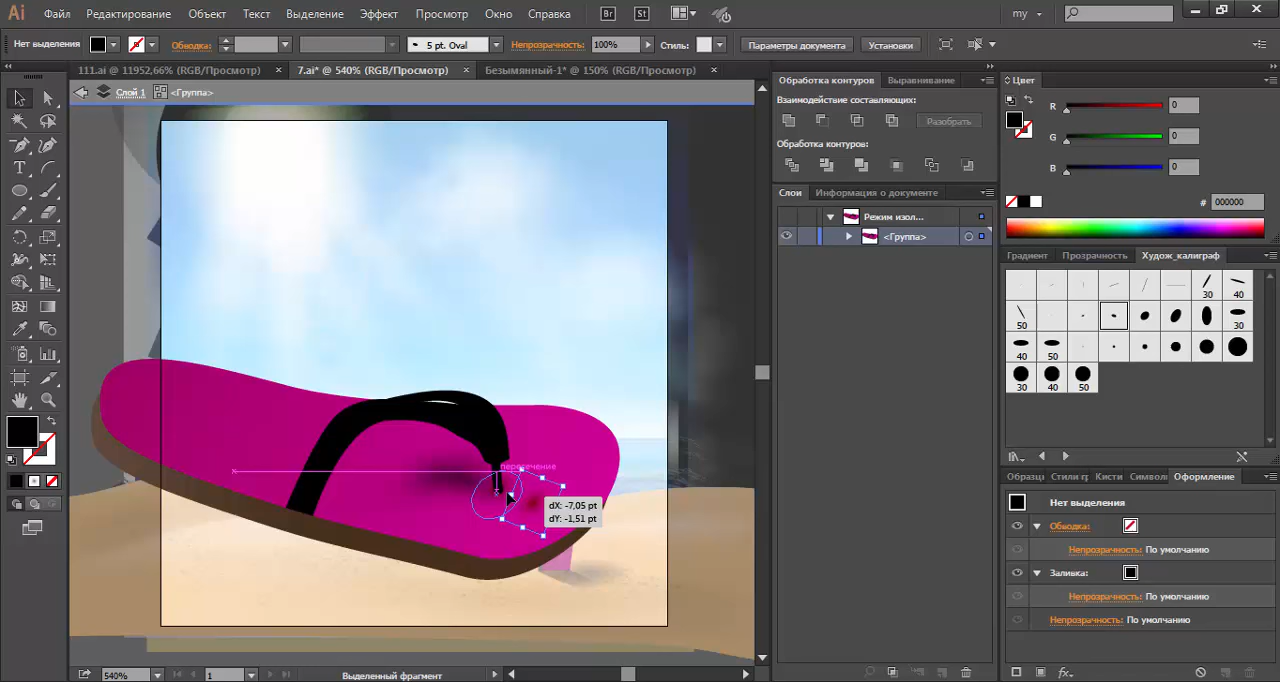 Ai Файл Редактирование Объект Текст Выделение Эффект Просмотр Окно Справка Br St my
Нет выделения Обводка: 5 pt. Oval Непрозрачность: 100% Стиль: Параметры документа Установки
111.ai @ 11952,66% (RGB/Просмотр) × 7.ai* @ 540% (RGB/Просмотр) × Безымянный-1* @ 150% (RGB/Просмотр) ×
Слой 1 <Группа>
Обработка контуров Выравнивание
Взаимодействие составляющих:
Разобрать
Обработка контуров:
Слои Информация о документе
Режим изол...
<Группа>
Цвет
R 0
G 0
B 0
# 000000
Градиент Прозрачность Худож_калиграф
30 40
50 30
40 50
30 40 50
Образц Стили гр Кисти Символ Оформление
Нет выделения
Обводка:
Непрозрачность: По умолчанию
Заливка:
Непрозрачность: По умолчанию
Непрозрачность: По умолчанию
fx
пересечение
dX: -7,05 pt
dY: -1,51 pt
540% 1 Выделенный фрагмент